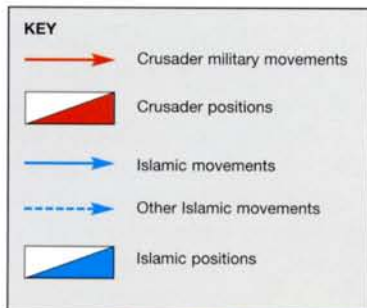 KEY
Crusader military movements
Crusader positions
Islamic movements
Other Islamic movements
Islamic positions